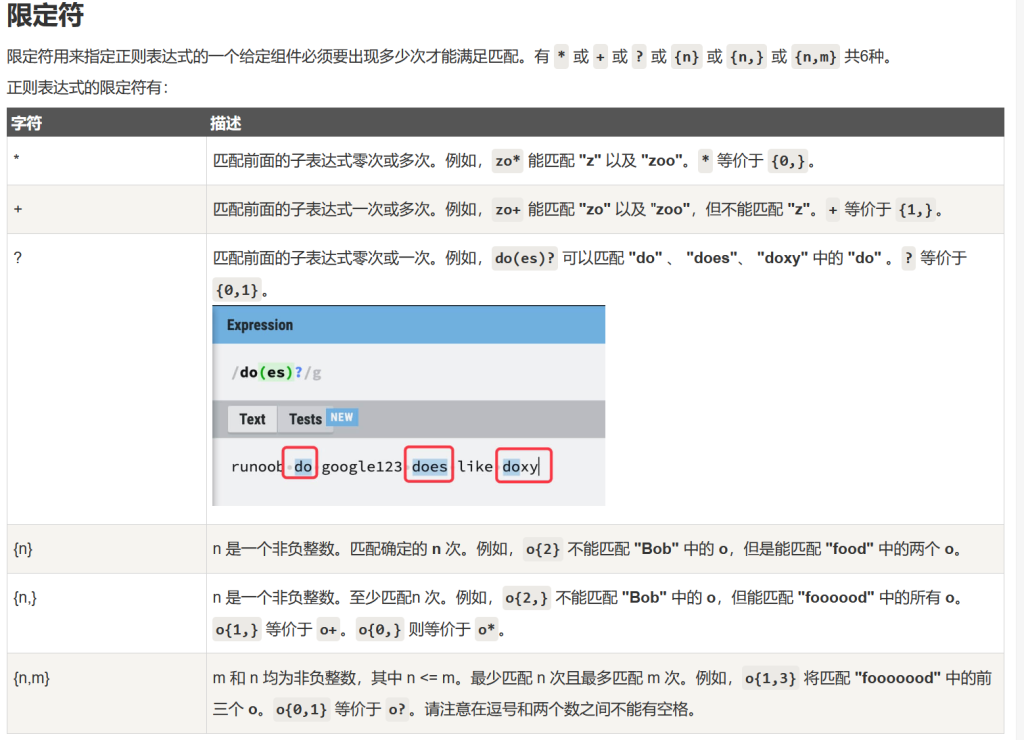 限定符
限定符用来指定正则表达式的一个给定组件必须要出现多少次才能满足匹配。有 * 或 + 或 ? 或 {n} 或 {n,} 或 {n,m} 共6种。
正则表达式的限定符有：
字符 描述
* 匹配前面的子表达式零次或多次。例如， zo* 能匹配 "z" 以及 "zoo"。 * 等价于 {0,} 。
+ 匹配前面的子表达式一次或多次。例如， zo+ 能匹配 "zo" 以及 "zoo"，但不能匹配 "z"。 + 等价于 {1,} 。
? 匹配前面的子表达式零次或一次。例如， do(es)? 可以匹配 "do" 、 "does"、 "doxy" 中的 "do" 。 ? 等价于
{0,1} 。
Expression
/do(es)?/g
Text Tests NEW
runoob do google123 does like doxy
{n} n 是一个非负整数。匹配确定的 n 次。例如， o{2} 不能匹配 "Bob" 中的 o，但是能匹配 "food" 中的两个 o。
{n,} n 是一个非负整数。至少匹配n 次。例如， o{2,} 不能匹配 "Bob" 中的 o，但能匹配 "foooood" 中的所有 o。
o{1,} 等价于 o+ 。 o{0,} 则等价于 o* 。
{n,m} m 和 n 均为非负整数，其中 n <= m。最少匹配 n 次且最多匹配 m 次。例如， o{1,3} 将匹配 "fooooood" 中的前
三个 o。 o{0,1} 等价于 o? 。请注意在逗号和两个数之间不能有空格。